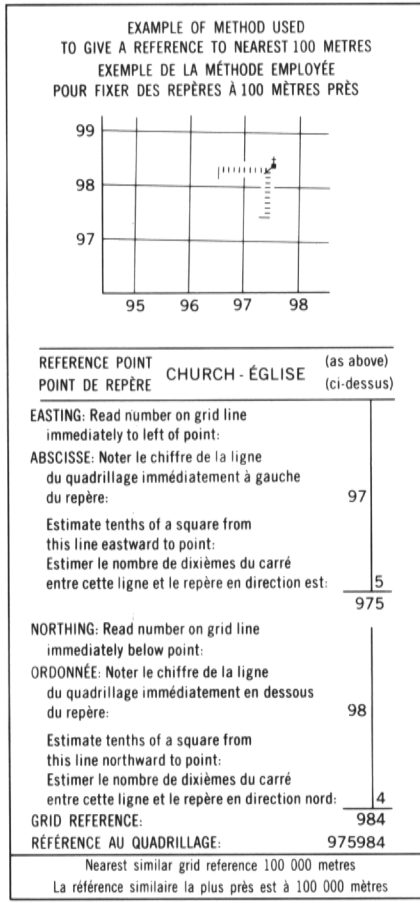 EXAMPLE OF METHOD USED
TO GIVE A REFERENCE TO NEAREST 100 METRES
EXEMPLE DE LA MÉTHODE EMPLOYÉE
POUR FIXER DES REPÈRES À 100 MÈTRES PRÈS
99
98
97
95 96 97 98
REFERENCE POINT
POINT DE REPÈRE
CHURCH - ÉGLISE
(as above)
(ci-dessus)
EASTING: Read number on grid line
immediately to left of point:
ABSCISSE: Noter le chiffre de la ligne
du quadrillage immédiatement à gauche
du repère: 97
Estimate tenths of a square from
this line eastward to point:
Estimer le nombre de dixièmes du carré
entre cette ligne et le repère en direction est: 5
975
NORTHING: Read number on grid line
immediately below point:
ORDONNÉE: Noter le chiffre de la ligne
du quadrillage immédiatement en dessous
du repère: 98
Estimate tenths of a square from
this line northward to point:
Estimer le nombre de dixièmes du carré
entre cette ligne et le repère en direction nord: 4
GRID REFERENCE: 984
RÉFÉRENCE AU QUADRILLAGE: 975984
Nearest similar grid reference 100 000 metres
La référence similaire la plus près est à 100 000 mètres